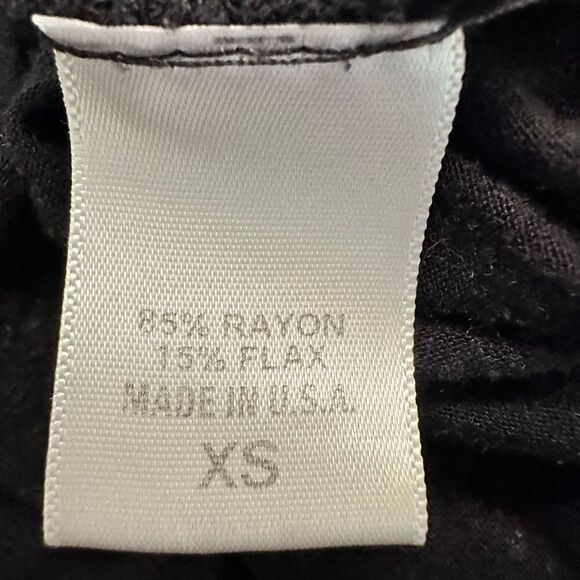 85% RAYON
15% FLAX
MADE IN U.S.A.
XS